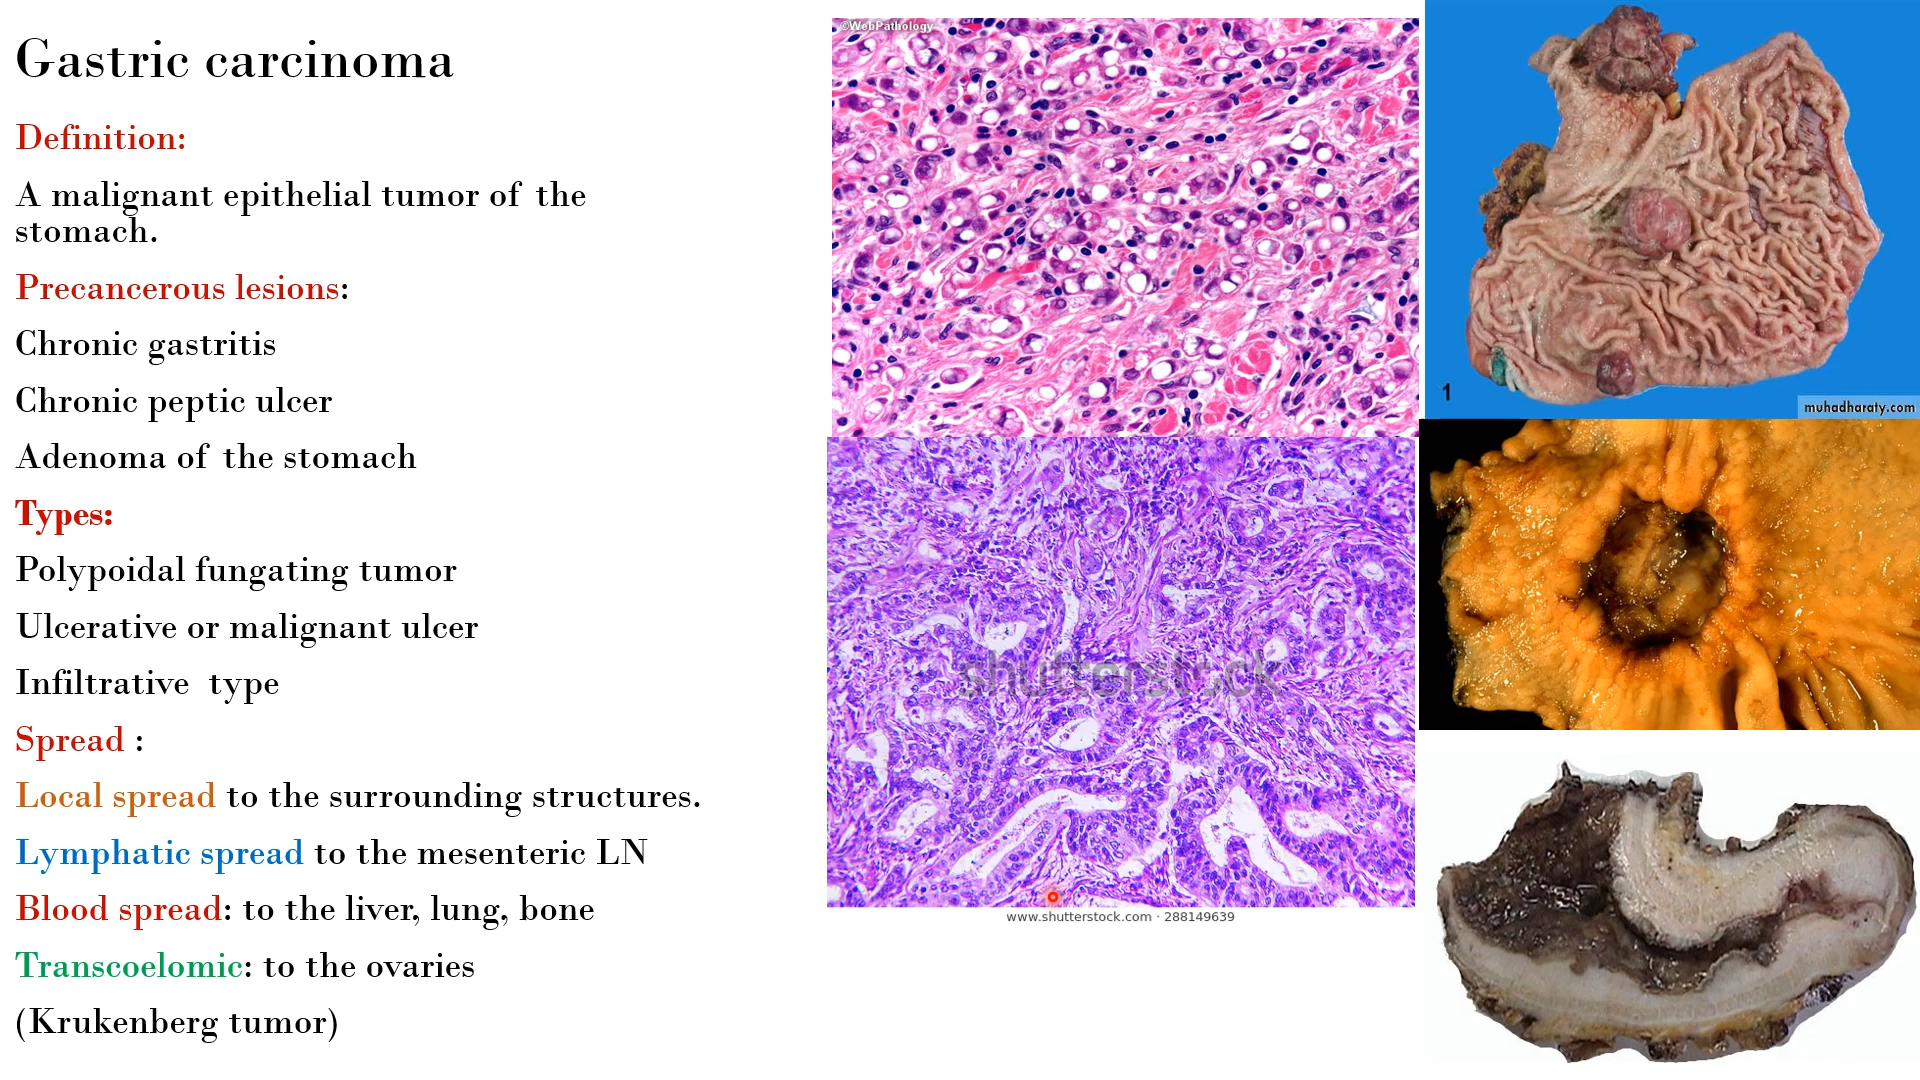 Gastric carcinoma
Definition:
A malignant epithelial tumor of the
stomach.
Precancerous lesions:
Chronic gastritis
Chronic peptic ulcer
Adenoma of the stomach
Types:
Polypoidal fungating tumor
Ulcerative or malignant ulcer
Infiltrative type
Spread :
Local spread to the surrounding structures.
Lymphatic spread to the mesenteric LN
Blood spread: to the liver, lung, bone
Transcoelomic: to the ovaries
(Krukenberg tumor)
©WebPathology
shutterstock
www.shutterstock.com · 288149639
1
muhadharaty.com